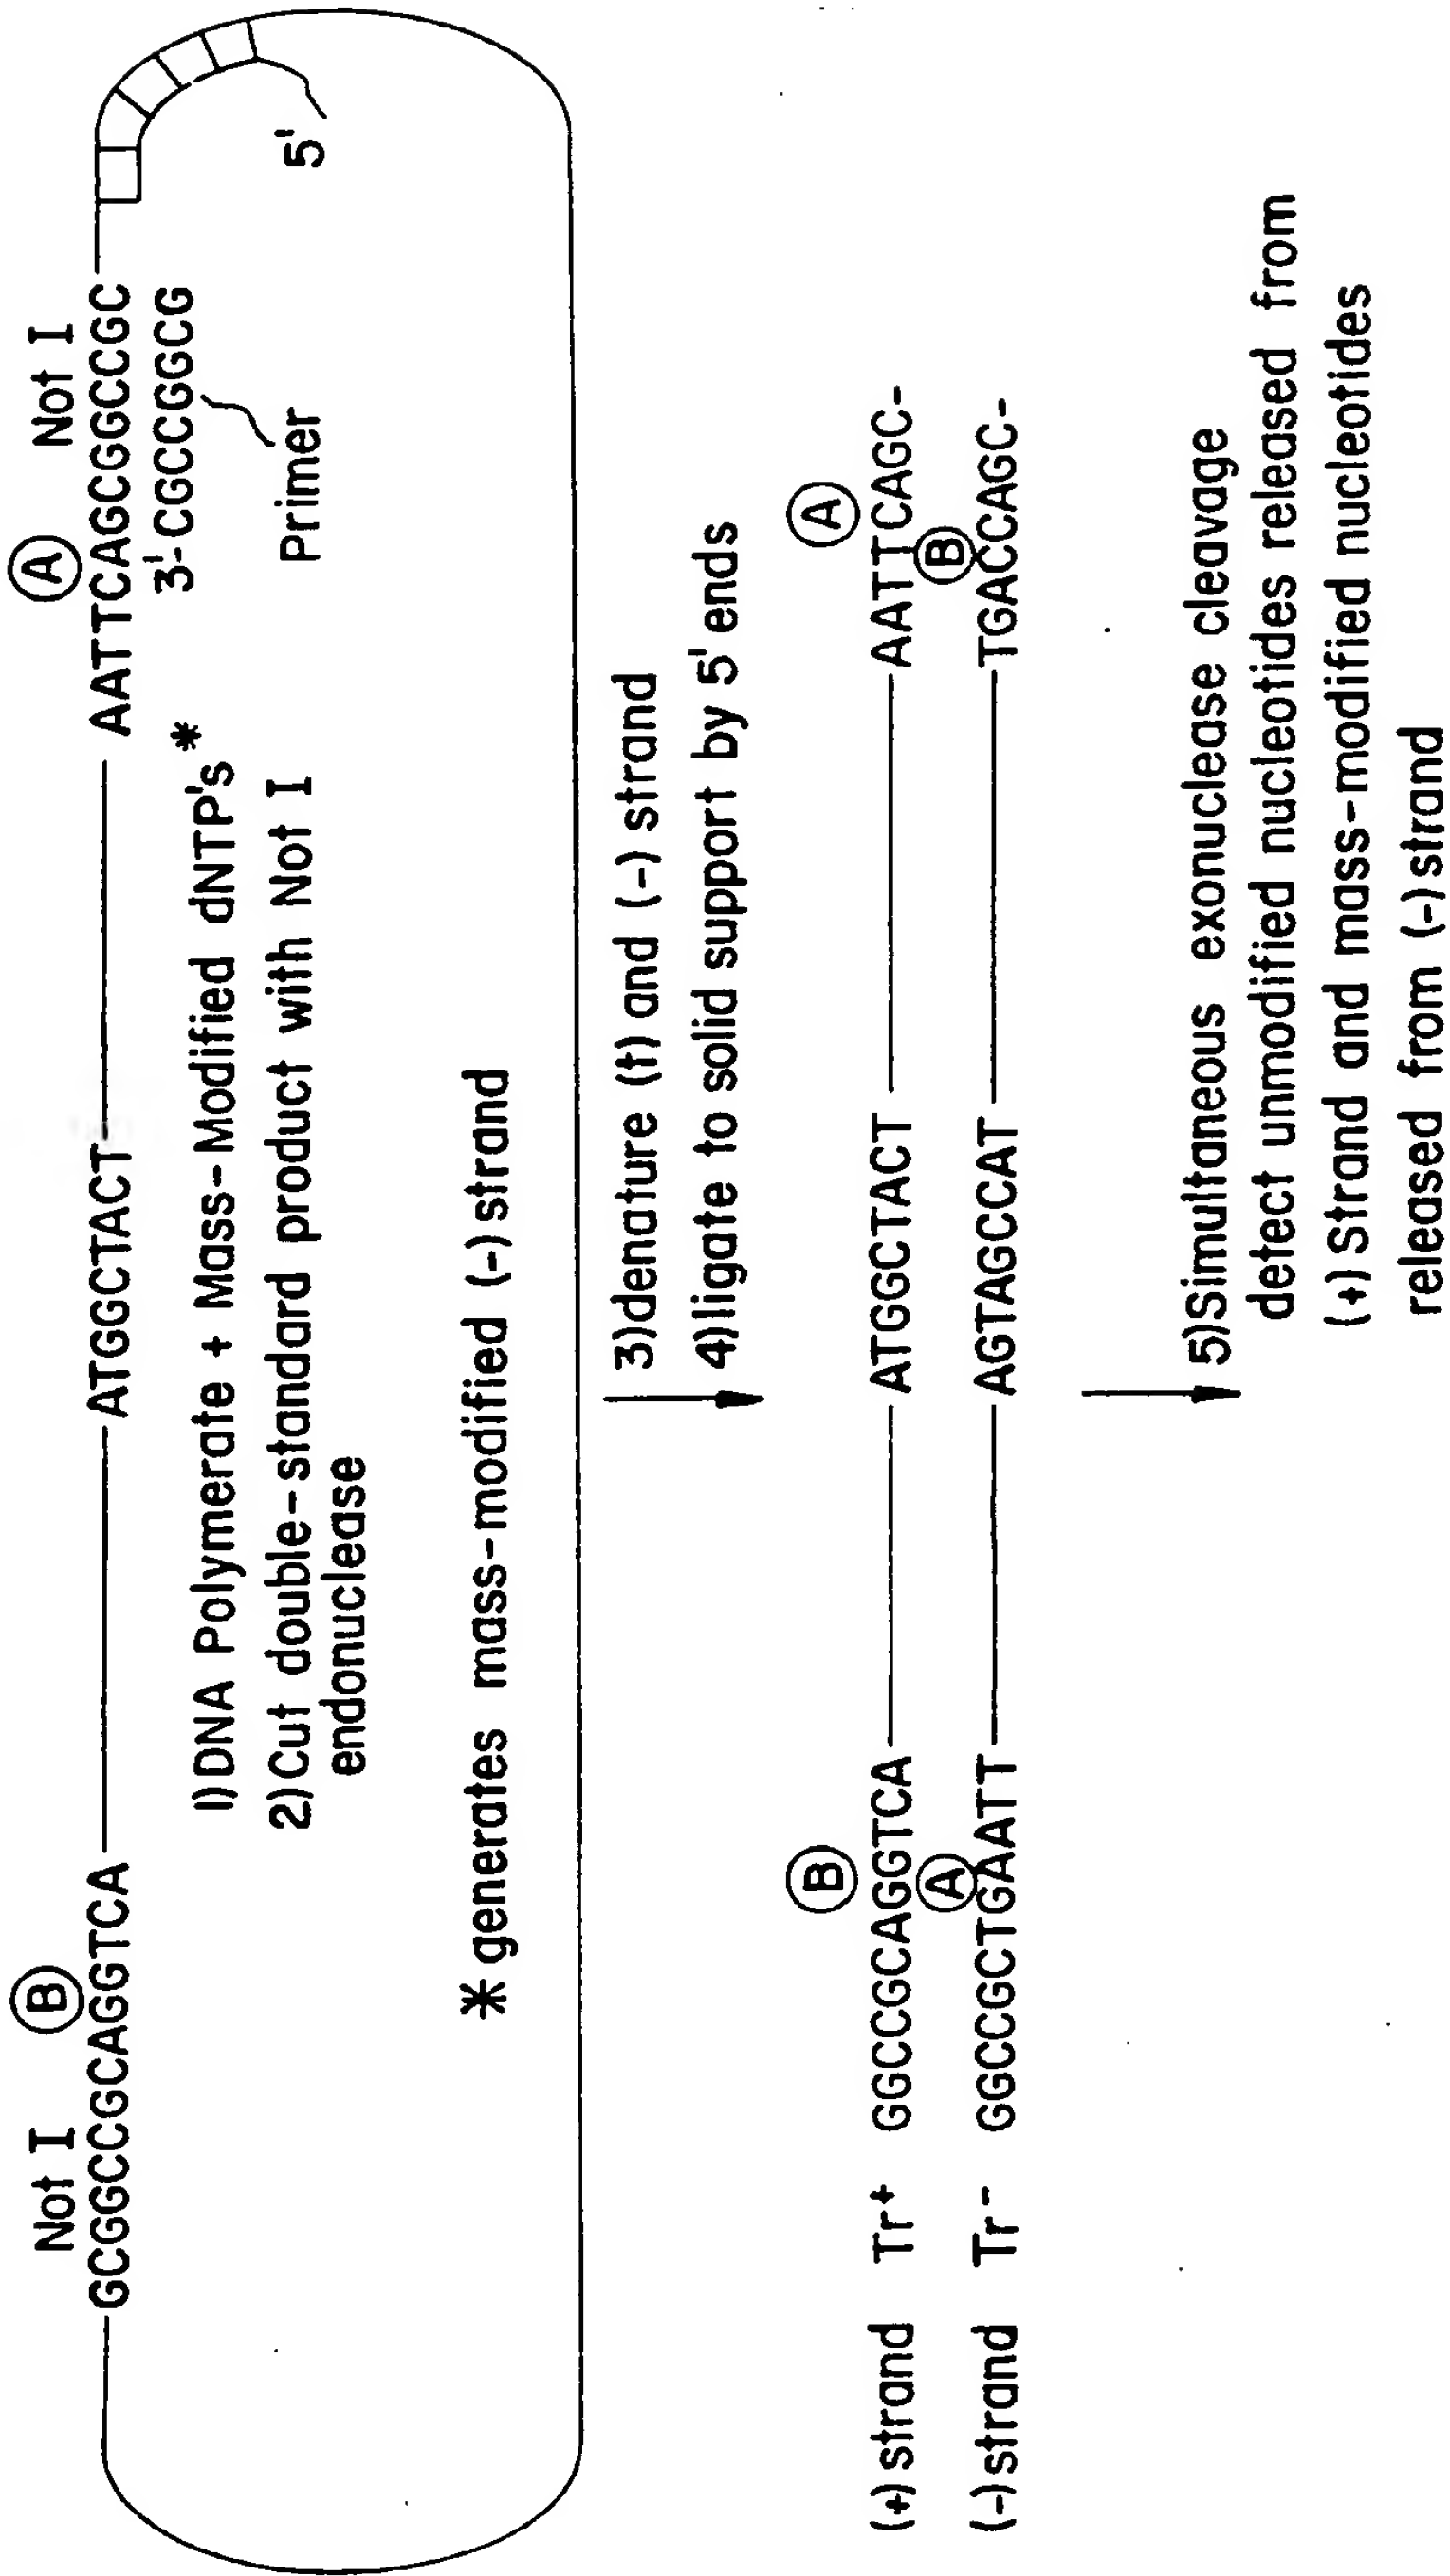 Not I
B
A
Not I
GCGGCCGCAGGTCA
ATGGCTACT
AATTCAGCGGCCGC
3'-CGCCGGCG
Primer
5'
1)DNA Polymerate + Mass-Modified dNTP's*
2)Cut double-standard product with Not I
endonuclease
* generates mass-modified (-) strand
3)denature (t) and (-) strand
4)ligate to solid support by 5' ends
B
A
(+) strand Tr+ GGCCGCAGGTCA ATGGCTACT AATTCAGC-
A
B
(-) strand Tr- GGCCGCTGAATT AGTAGCCAT TGACCAGC-
5)Simultaneous exonuclease cleavage
detect unmodified nucleotides released from
(+) Strand and mass-modified nucleotides
released from (-) strand